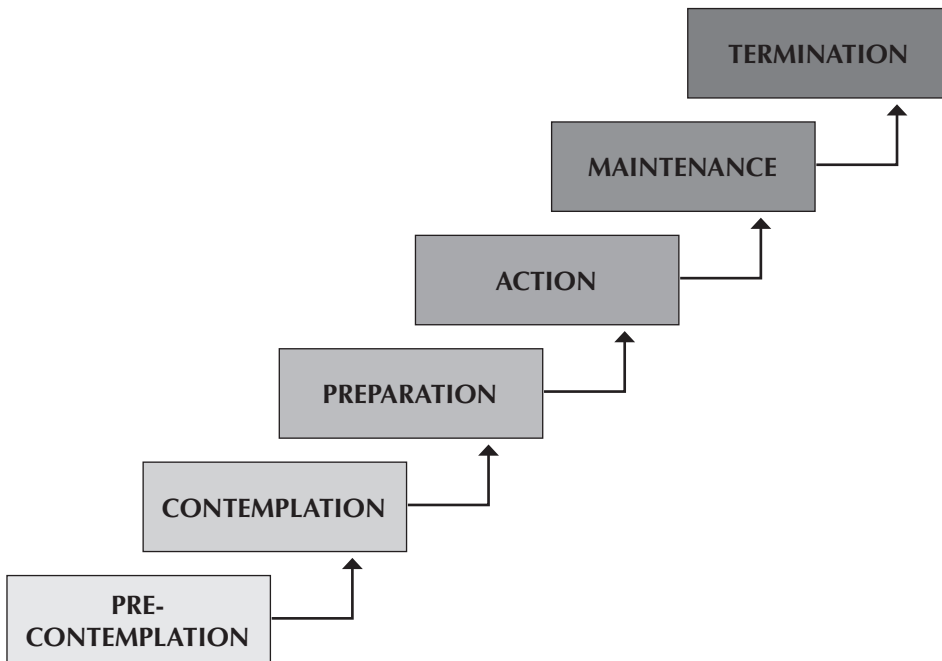 TERMINATION
MAINTENANCE
ACTION
PREPARATION
CONTEMPLATION
PRE-
CONTEMPLATION